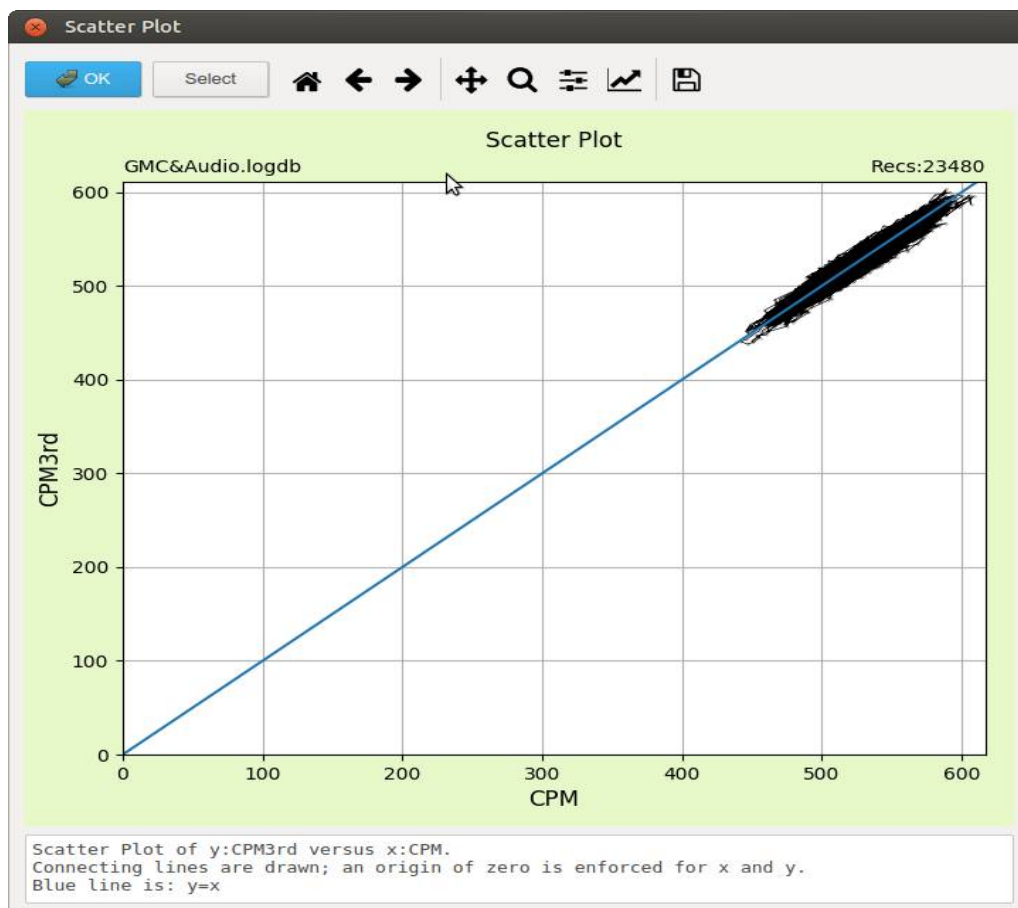 Scatter Plot
OK
Select
Scatter Plot
GMC&Audio.logdb
Recs:23480
600
500
400
300
200
100
0
CPM3rd
0 100 200 300 400 500 600
CPM
Scatter Plot of y:CPM3rd versus x:CPM.
Connecting lines are drawn; an origin of zero is enforced for x and y.
Blue line is: y=x